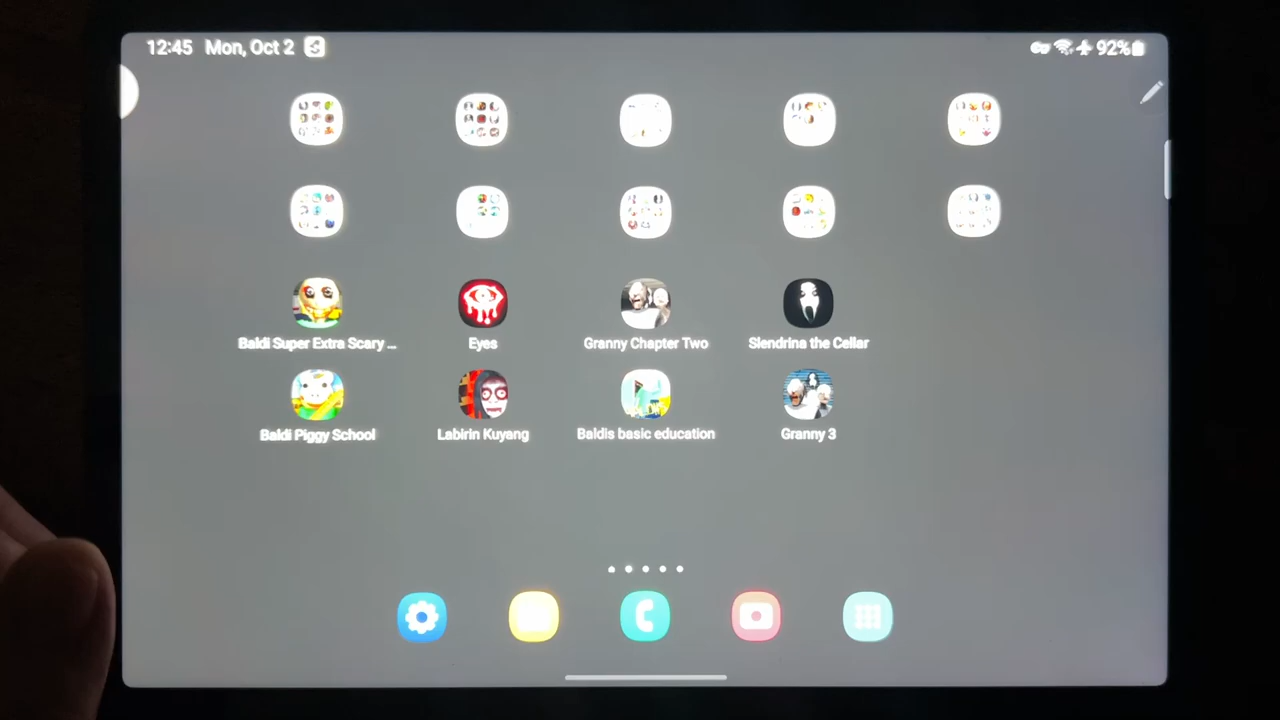 12:45 Mon, Oct 2 92%
Baldi Super Extra Scary ...
Eyes
Granny Chapter Two
Slendrina the Cellar
Baldi Piggy School
Labirin Kuyang
Baldis basic education
Granny 3